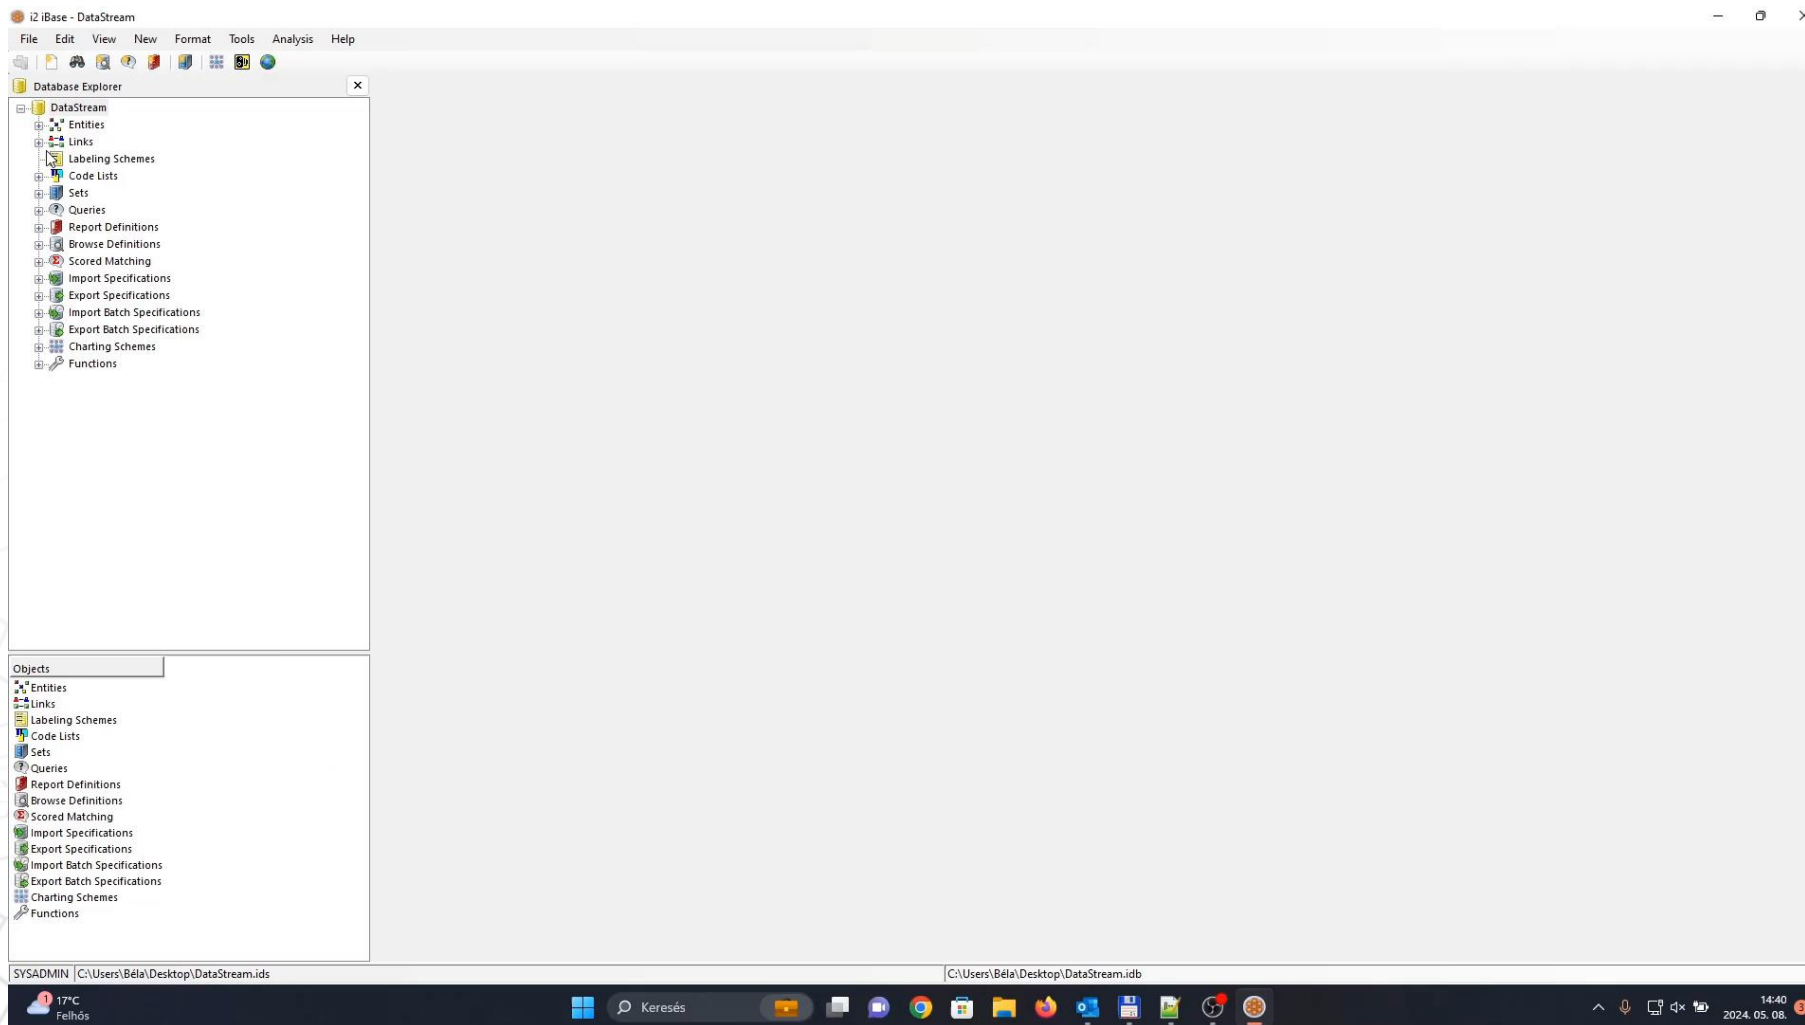 i2 iBase - DataStream
File Edit View New Format Tools Analysis Help
Database Explorer
DataStream
Entities
Links
Labeling Schemes
Code Lists
Sets
Queries
Report Definitions
Browse Definitions
Scored Matching
Import Specifications
Export Specifications
Import Batch Specifications
Export Batch Specifications
Charting Schemes
Functions
Objects
Entities
Links
Labeling Schemes
Code Lists
Sets
Queries
Report Definitions
Browse Definitions
Scored Matching
Import Specifications
Export Specifications
Import Batch Specifications
Export Batch Specifications
Charting Schemes
Functions
SYSADMIN C:\Users\Béla\Desktop\DataStream.ids C:\Users\Béla\Desktop\DataStream.idb
1 17°C
Felhős
Keresés
14:40
2024. 05. 08.
3